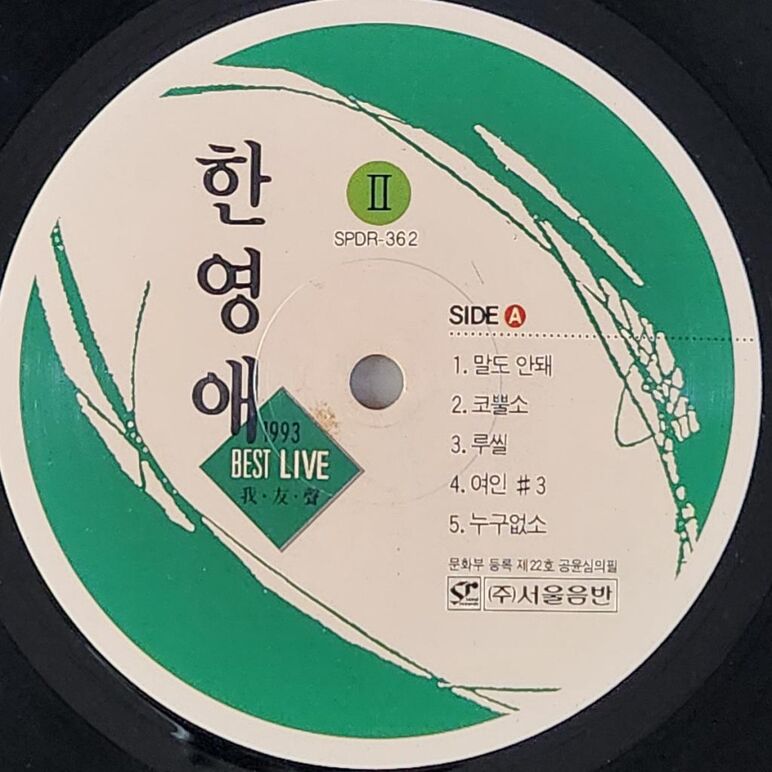 한영애
II
SPDR-362
1993
BEST LIVE
我·友·聲
SIDE A
1. 말도 안돼
2. 코뿔소
3. 루씰
4. 여인 #3
5. 누구없소
문화부 등록 제22호 공윤심의필
(주)서울음반